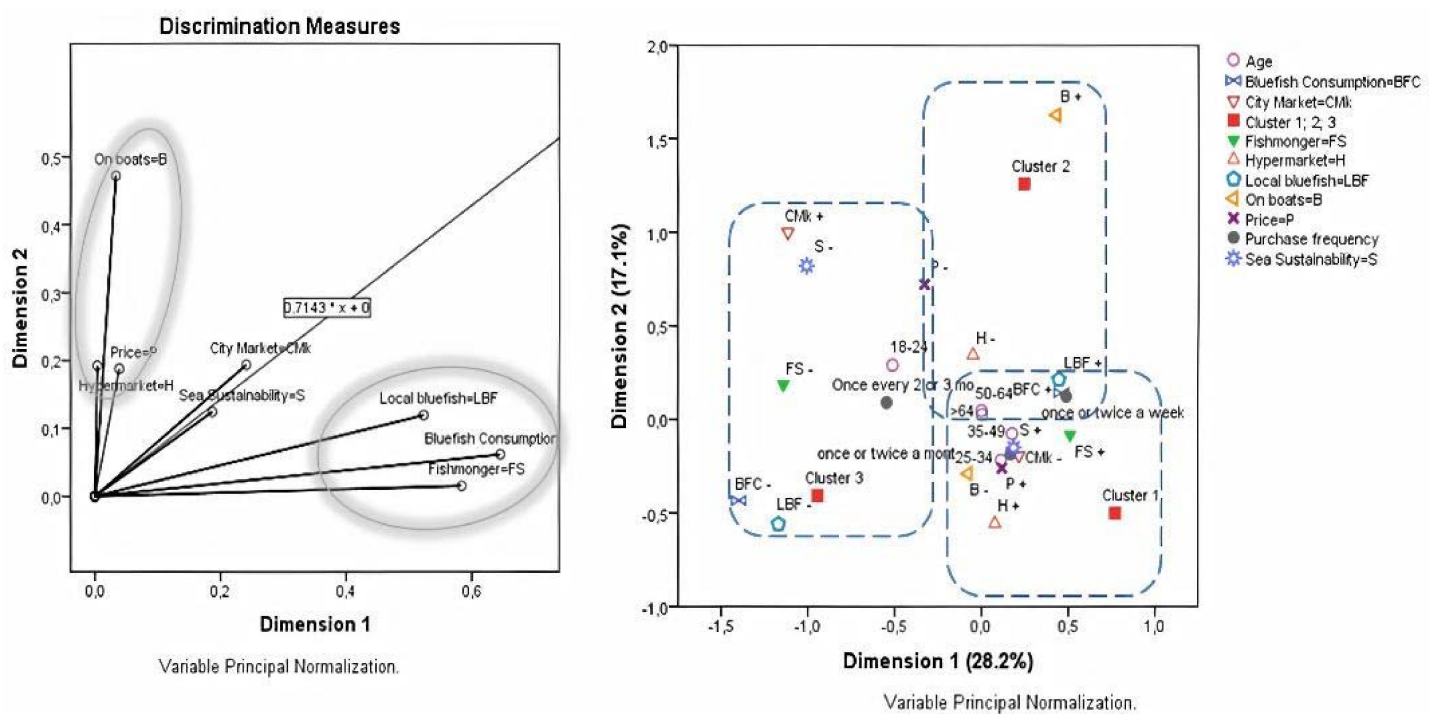 Discrimination Measures
Dimension 2
0,5
0,4
0,3
0,2
0,1
0,0
On boats=B
0,7143 * x + 0
Price=P
City Market=CMk
Hypermarket=H
Sea Sustainability=S
Local bluefish=LBF
Bluefish Consumption
Fishmonger=FS
0,0 0,2 0,4 0,6
Dimension 1
Variable Principal Normalization.
Dimension 2 (17.1%)
2,0
1,5
1,0
0,5
0,0
-0,5
-1,0
B +
Cluster 2
CMk +
S -
P -
H -
18-24
LBF +
FS -
Once every 2 or 3 mo
50-64
BFC +
>64
once or twice a week
35-49
S +
FS +
once or twice a mont
25-34
CMk -
BFC -
Cluster 3
B -
P +
Cluster 1
LBF -
H +
-1,5 -1,0 -0,5 0,0 0,5 1,0
Dimension 1 (28.2%)
Variable Principal Normalization.
Age
Bluefish Consumption=BFC
City Market=CMk
Cluster 1; 2; 3
Fishmonger=FS
Hypermarket=H
Local bluefish=LBF
On boats=B
Price=P
Purchase frequency
Sea Sustainability=S